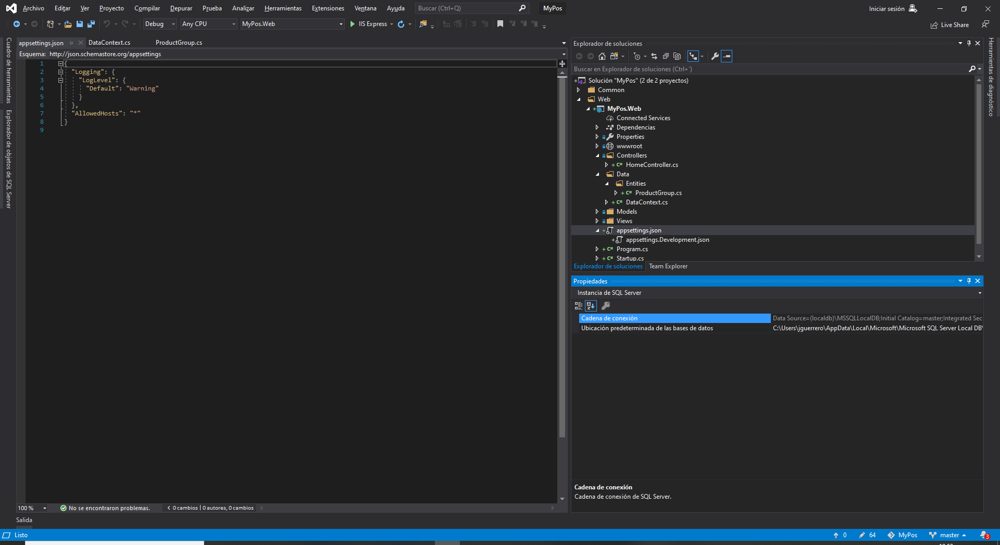 Archivo Editar Ver Proyecto Compilar Depurar Prueba Analizar Herramientas Extensiones Ventana Ayuda Buscar (Ctrl+Q) MyPos Iniciar sesión
Debug Any CPU MyPos.Web IIS Express Live Share
Cuadro de herramientas
Explorador de objetos de SQL Server
appsettings.json DataContext.cs ProductGroup.cs
Esquema: http://json.schemastore.org/appsettings
1 {
2 "Logging": {
3 "LogLevel": {
4 "Default": "Warning"
5 }
6 },
7 "AllowedHosts": "*"
8 }
9
100 % No se encontraron problemas. 0 cambios | 0 autores, 0 cambios
Salida
Explorador de soluciones
Buscar en Explorador de soluciones (Ctrl+´)
Solución "MyPos" (2 de 2 proyectos)
Common
Web
MyPos.Web
Connected Services
Dependencias
Properties
wwwroot
Controllers
HomeController.cs
Data
Entities
ProductGroup.cs
DataContext.cs
Models
Views
appsettings.json
appsettings.Development.json
Program.cs
Startup.cs
Explorador de soluciones Team Explorer
Propiedades
Instancia de SQL Server
Cadena de conexión Data Source=(localdb)\MSSQLLocalDB;Initial Catalog=master;Integrated Sec
Ubicación predeterminada de las bases de datos C:\Users\jguerrero\AppData\Local\Microsoft\Microsoft SQL Server Local DB\
Cadena de conexión
Cadena de conexión de SQL Server.
Herramientas de diagnóstico
Listo 0 64 MyPos master 3